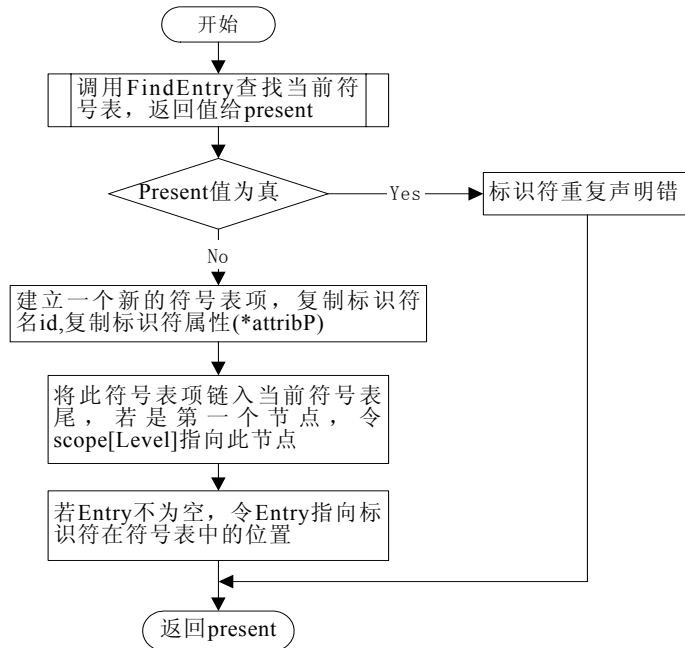 开始
调用FindEntry查找当前符
号表，返回值给present
Present值为真
Yes
标识符重复声明错
No
建立一个新的符号表项，复制标识符
名id,复制标识符属性(*attribP)
将此符号表项链入当前符号表
尾，若是第一个节点，令
scope[Level]指向此节点
若Entry不为空，令Entry指向标
识符在符号表中的位置
返回present